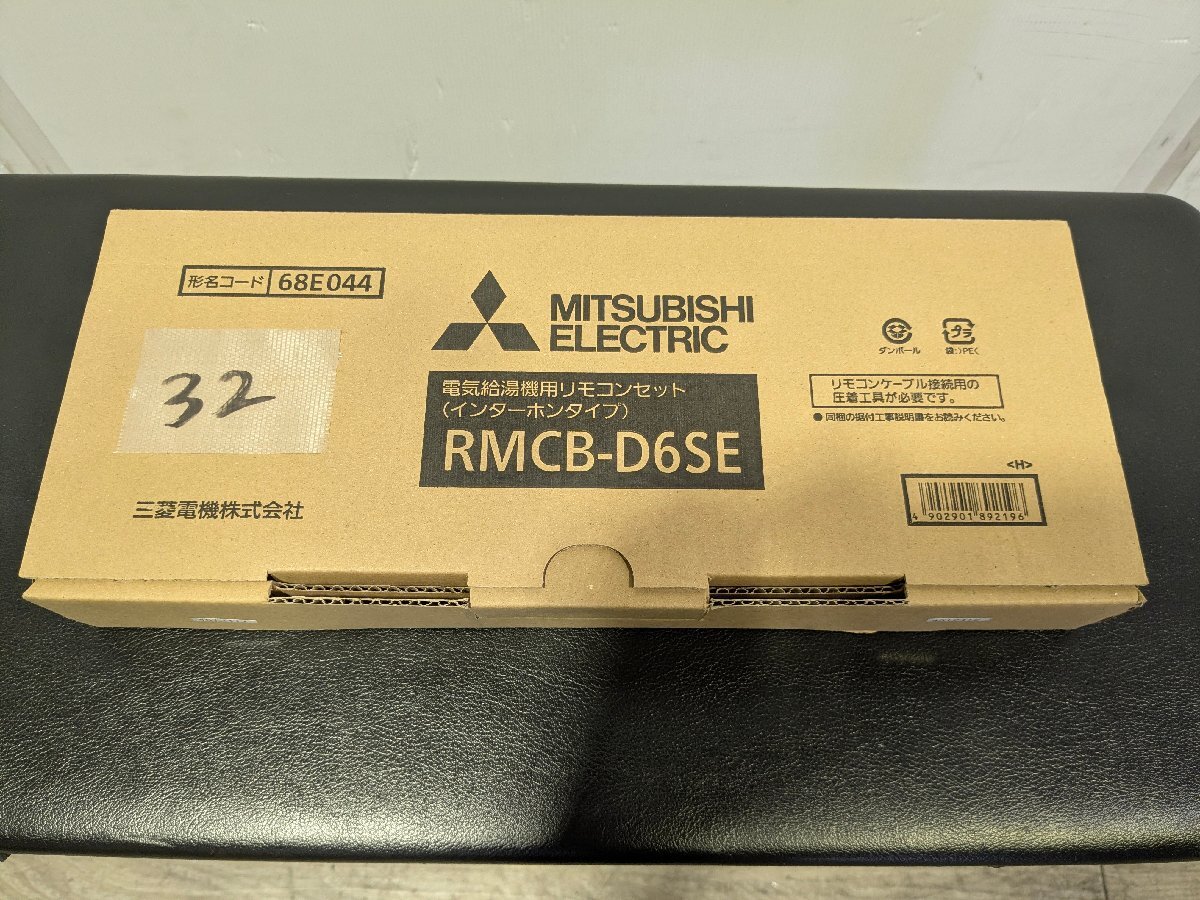 形名コード 68E044
MITSUBISHI
ELECTRIC
32
電気給湯機用リモコンセット
(インターホンタイプ)
RMCB-D6SE
三菱電機株式会社
ダンボール
プラ
袋:PE
リモコンケーブル接続用の
圧着工具が必要です。
●同梱の据付工事説明書をお読みください。
<H>
4 902901 892196